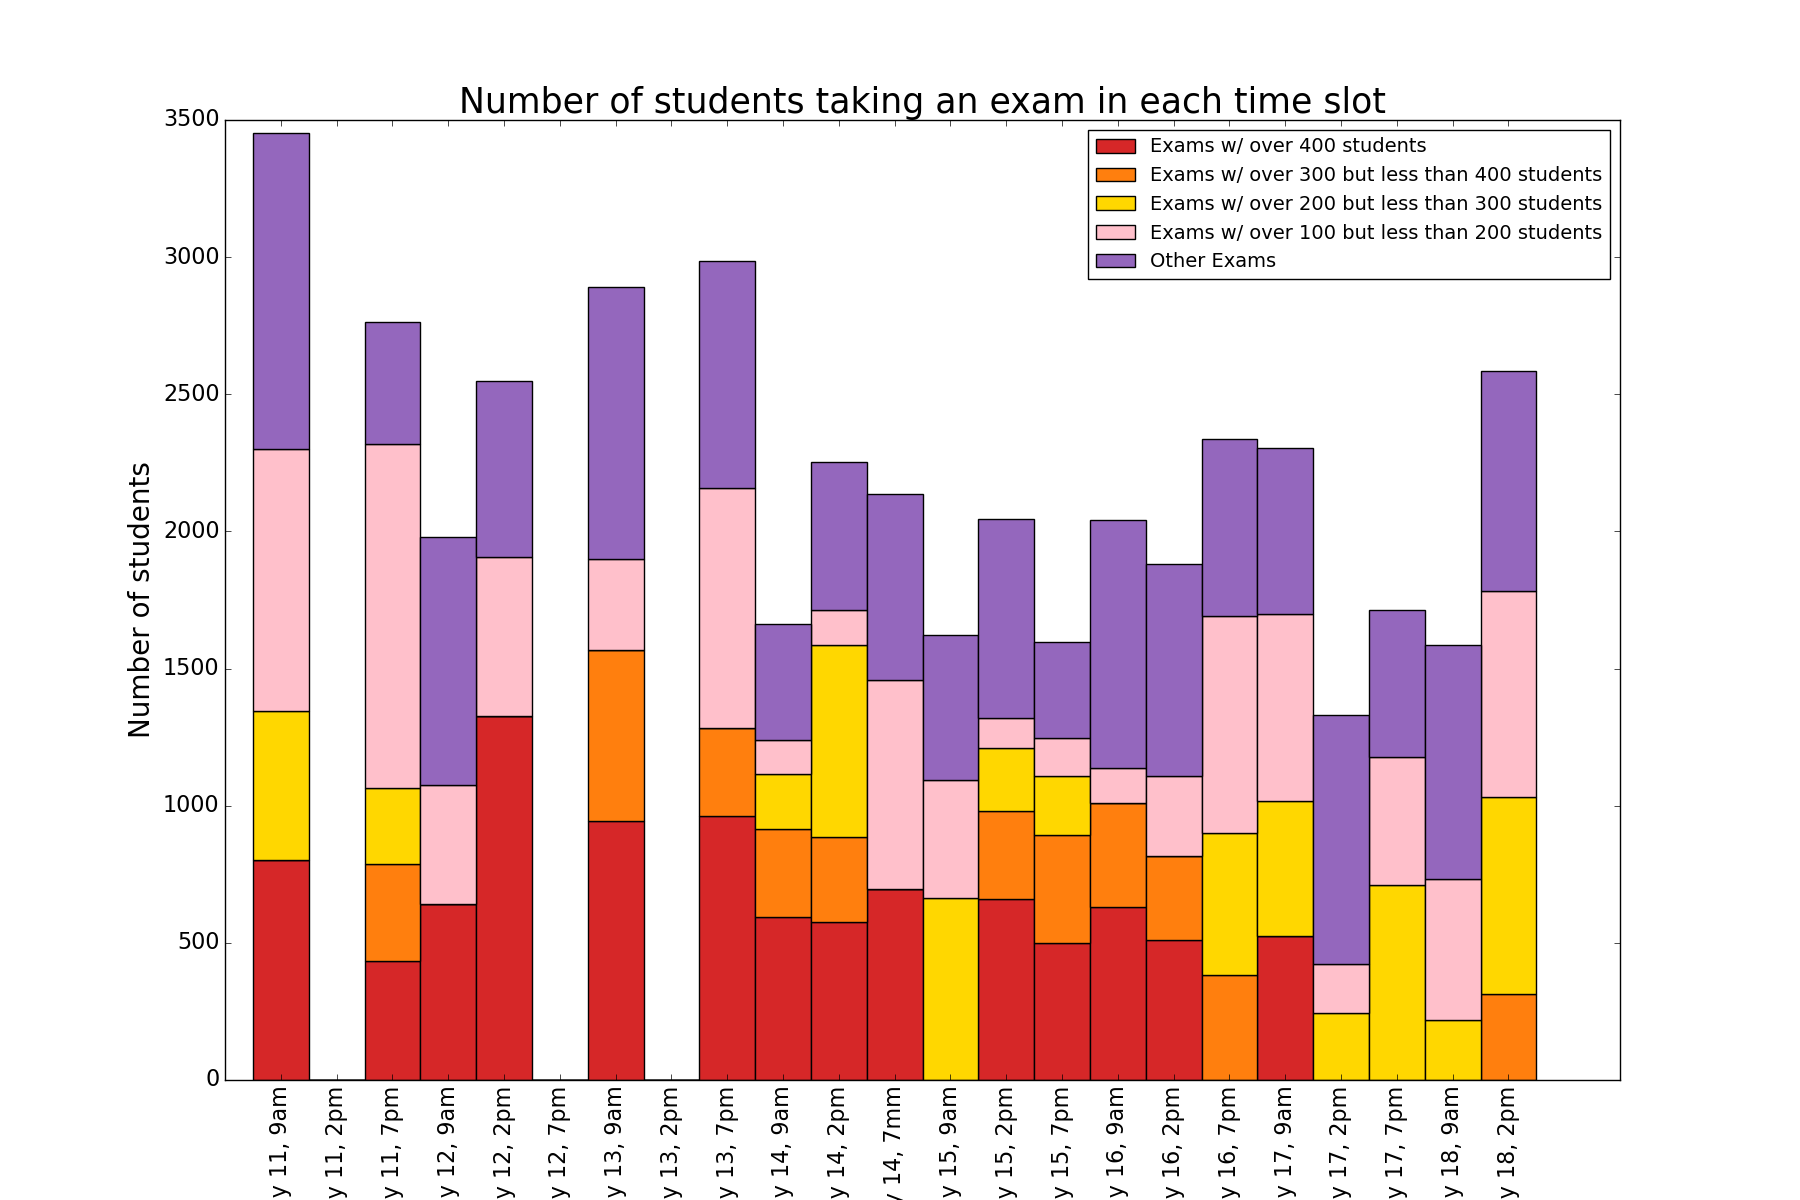 Number of students taking an exam in each time slot
Number of students
3500
3000
2500
2000
1500
1000
500
0
Exams w/ over 400 students
Exams w/ over 300 but less than 400 students
Exams w/ over 200 but less than 300 students
Exams w/ over 100 but less than 200 students
Other Exams
y 11, 9am
y 11, 2pm
y 11, 7pm
y 12, 9am
y 12, 2pm
y 12, 7pm
y 13, 9am
y 13, 2pm
y 13, 7pm
y 14, 9am
y 14, 2pm
y 14, 7mm
y 15, 9am
y 15, 2pm
y 15, 7pm
y 16, 9am
y 16, 2pm
y 16, 7pm
y 17, 9am
y 17, 2pm
y 17, 7pm
y 18, 9am
y 18, 2pm